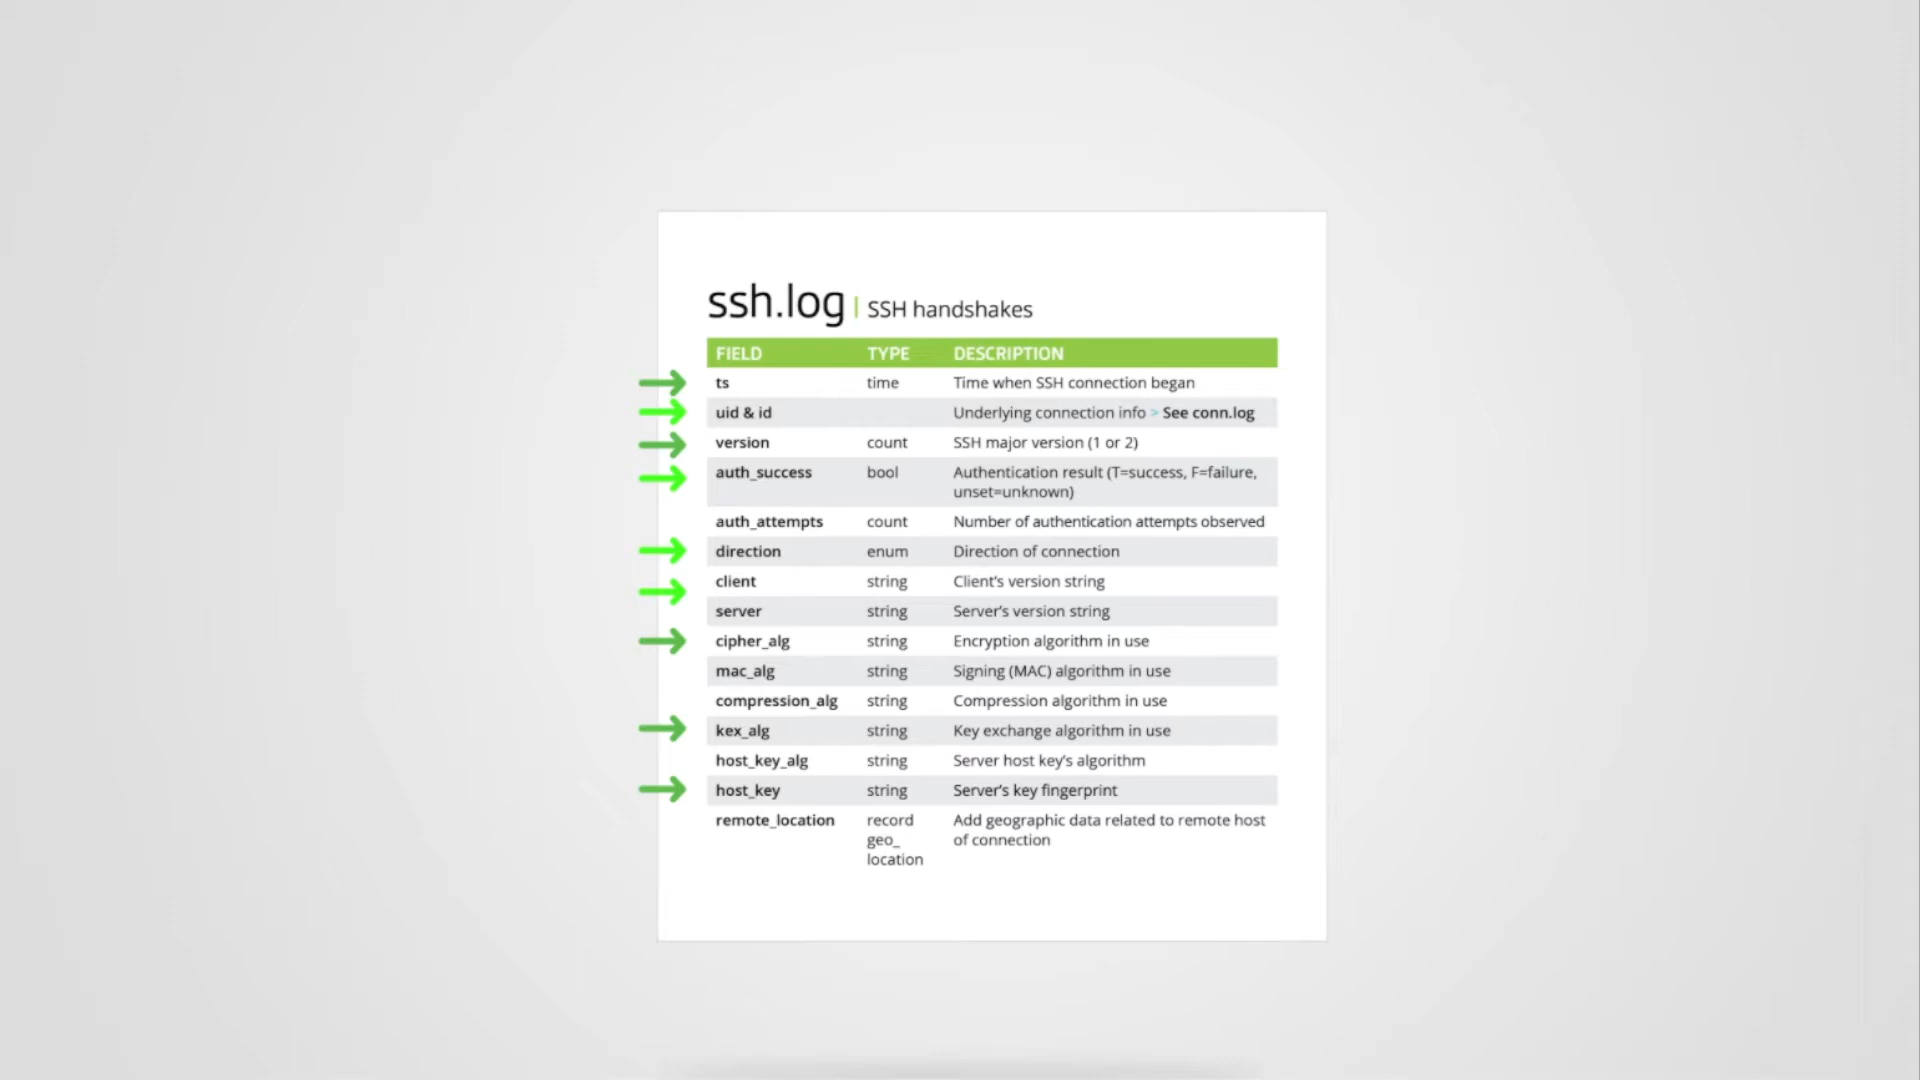 ssh.log | SSH handshakes
FIELD TYPE DESCRIPTION
ts time Time when SSH connection began
uid & id Underlying connection info > See conn.log
version count SSH major version (1 or 2)
auth_success bool Authentication result (T=success, F=failure,
unset=unknown)
auth_attempts count Number of authentication attempts observed
direction enum Direction of connection
client string Client's version string
server string Server's version string
cipher_alg string Encryption algorithm in use
mac_alg string Signing (MAC) algorithm in use
compression_alg string Compression algorithm in use
kex_alg string Key exchange algorithm in use
host_key_alg string Server host key's algorithm
host_key string Server's key fingerprint
remote_location record Add geographic data related to remote host
geo_ of connection
location